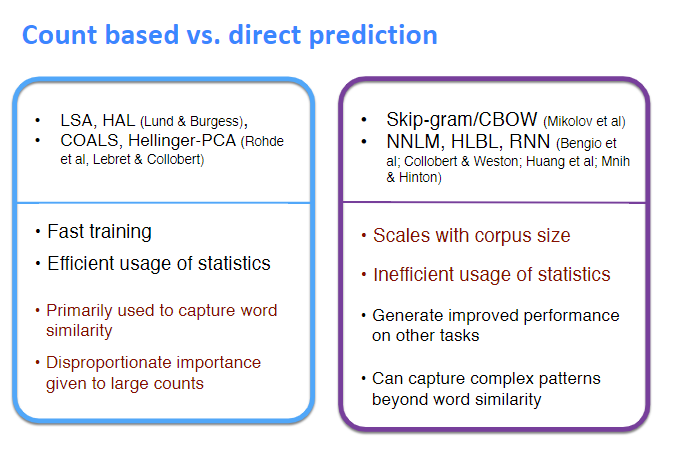 Count based vs. direct prediction
• LSA, HAL (Lund & Burgess),
• COALS, Hellinger-PCA (Rohde
et al, Lebret & Collobert)
• Fast training
• Efficient usage of statistics
• Primarily used to capture word
similarity
• Disproportionate importance
given to large counts
• Skip-gram/CBOW (Mikolov et al)
• NNLM, HLBL, RNN (Bengio et
al; Collobert & Weston; Huang et al; Mnih
& Hinton)
• Scales with corpus size
• Inefficient usage of statistics
• Generate improved performance
on other tasks
• Can capture complex patterns
beyond word similarity